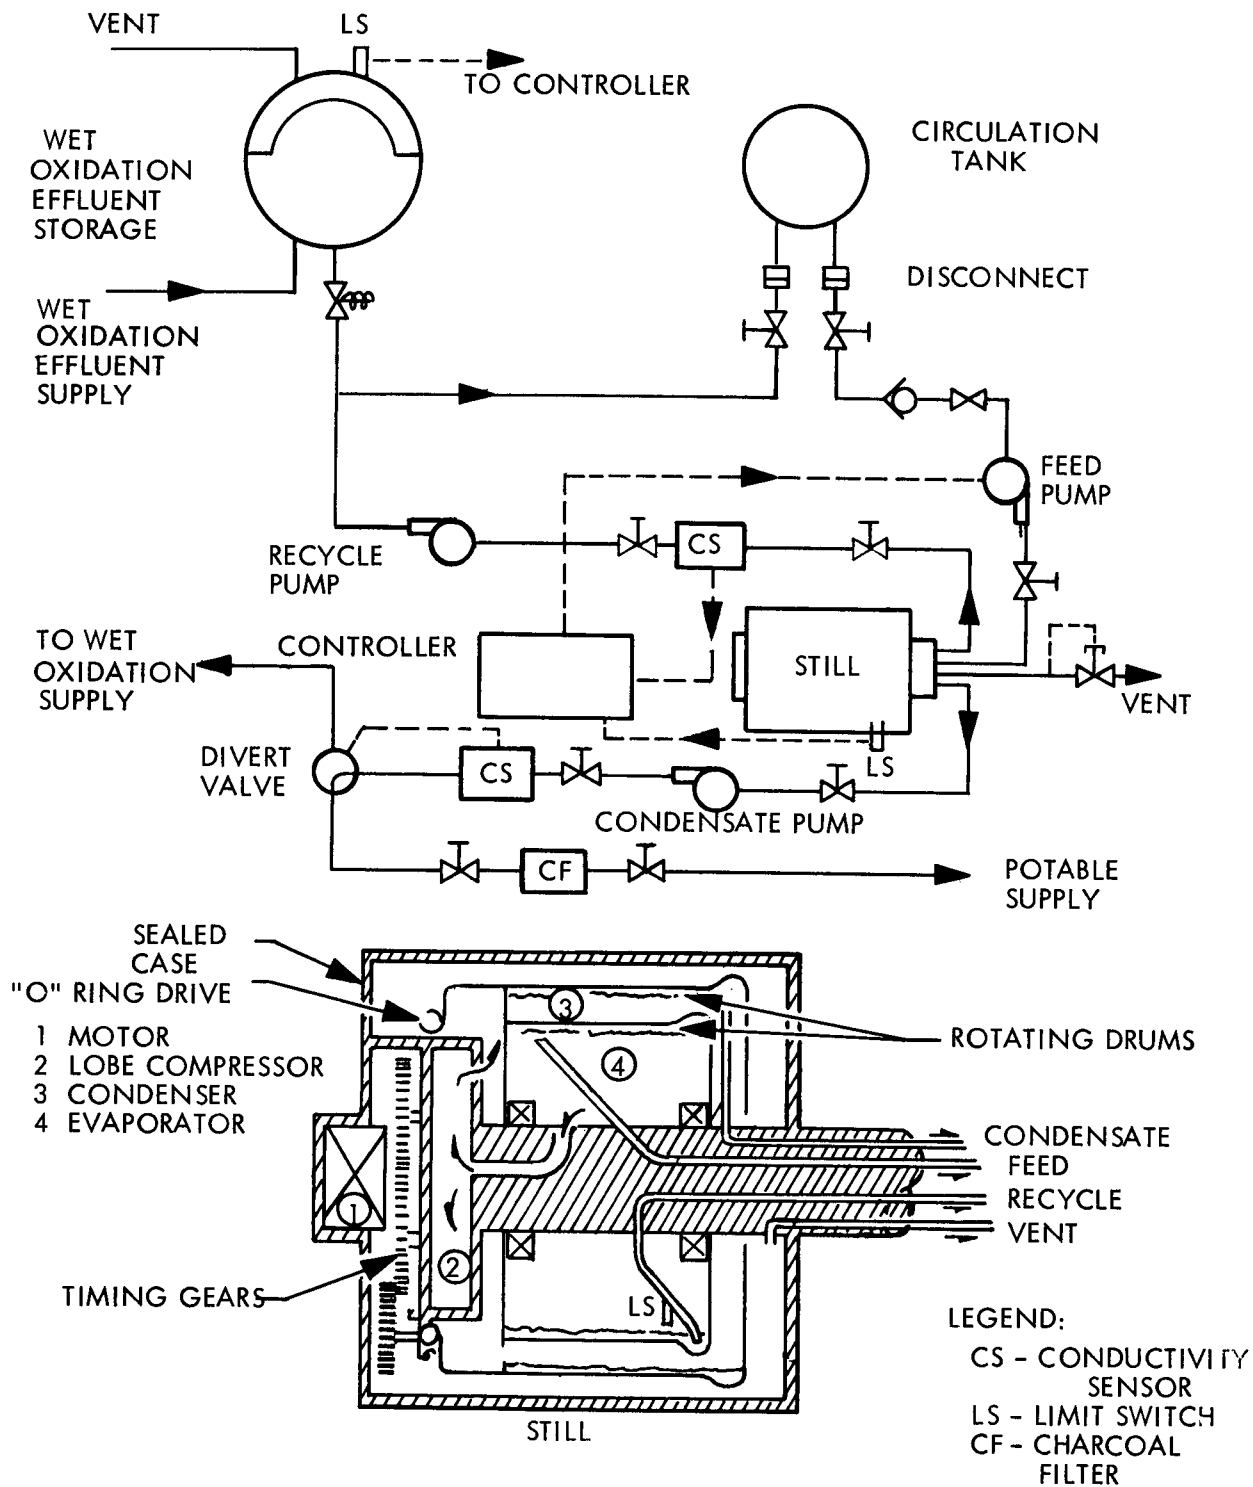 VENT
LS
TO CONTROLLER
WET
OXIDATION
EFFLUENT
STORAGE
CIRCULATION
TANK
DISCONNECT
WET
OXIDATION
EFFLUENT
SUPPLY
FEED
PUMP
RECYCLE
PUMP
CS
TO WET
OXIDATION
SUPPLY
CONTROLLER
STILL
VENT
DIVERT
VALVE
CS
LS
CONDENSATE PUMP
CF
POTABLE
SUPPLY
SEALED
CASE
"O" RING DRIVE
1 MOTOR
2 LOBE COMPRESSOR
3 CONDENSER
4 EVAPORATOR
3
4
ROTATING DRUMS
CONDENSATE
FEED
RECYCLE
VENT
1
2
TIMING GEARS
LS
STILL
LEGEND:
CS - CONDUCTIVITY
SENSOR
LS - LIMIT SWITCH
CF - CHARCOAL
FILTER